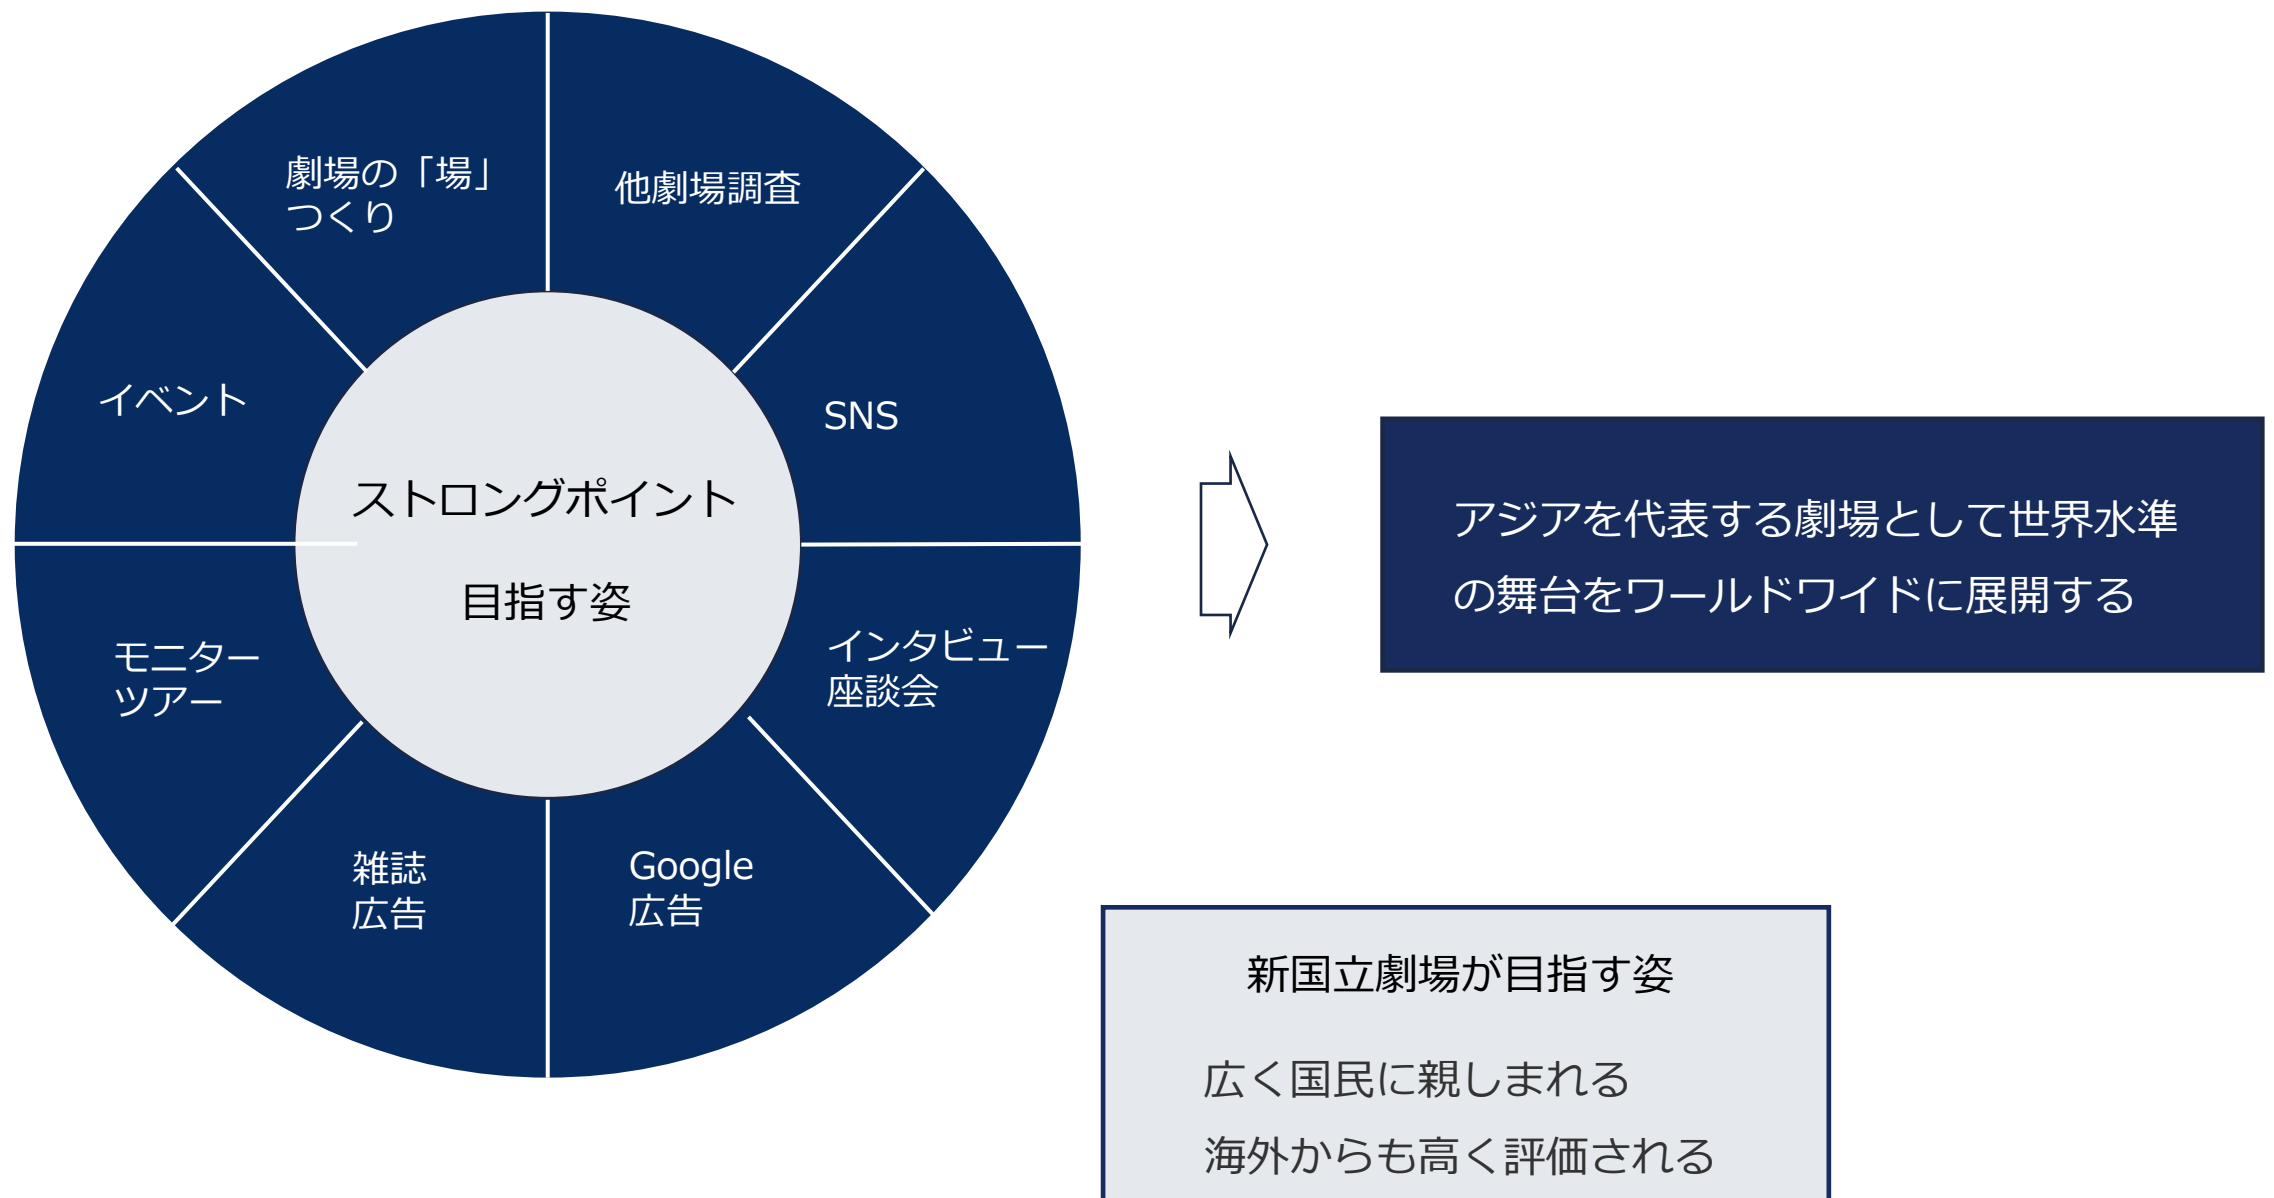 劇場の「場」
つくり
他劇場調査
イベント
SNS
ストロングポイント
目指す姿
モニター
ツアー
インタビュー
座談会
雑誌
広告
Google
広告
アジアを代表する劇場として世界水準
の舞台をワールドワイドに展開する
新国立劇場が目指す姿
広く国民に親しまれる
海外からも高く評価される